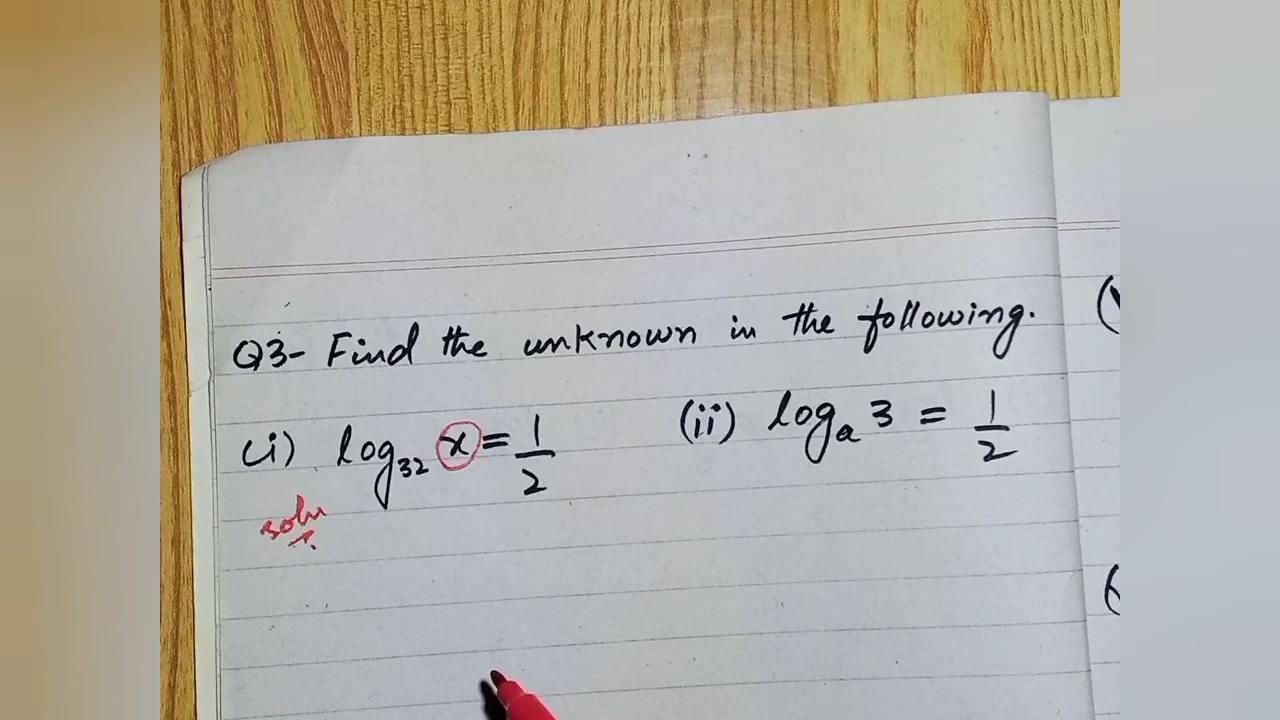 Q3- Find the unknown in the following.
(i) log₃₂ x = 1/2 (ii) logₐ 3 = 1/2
soln